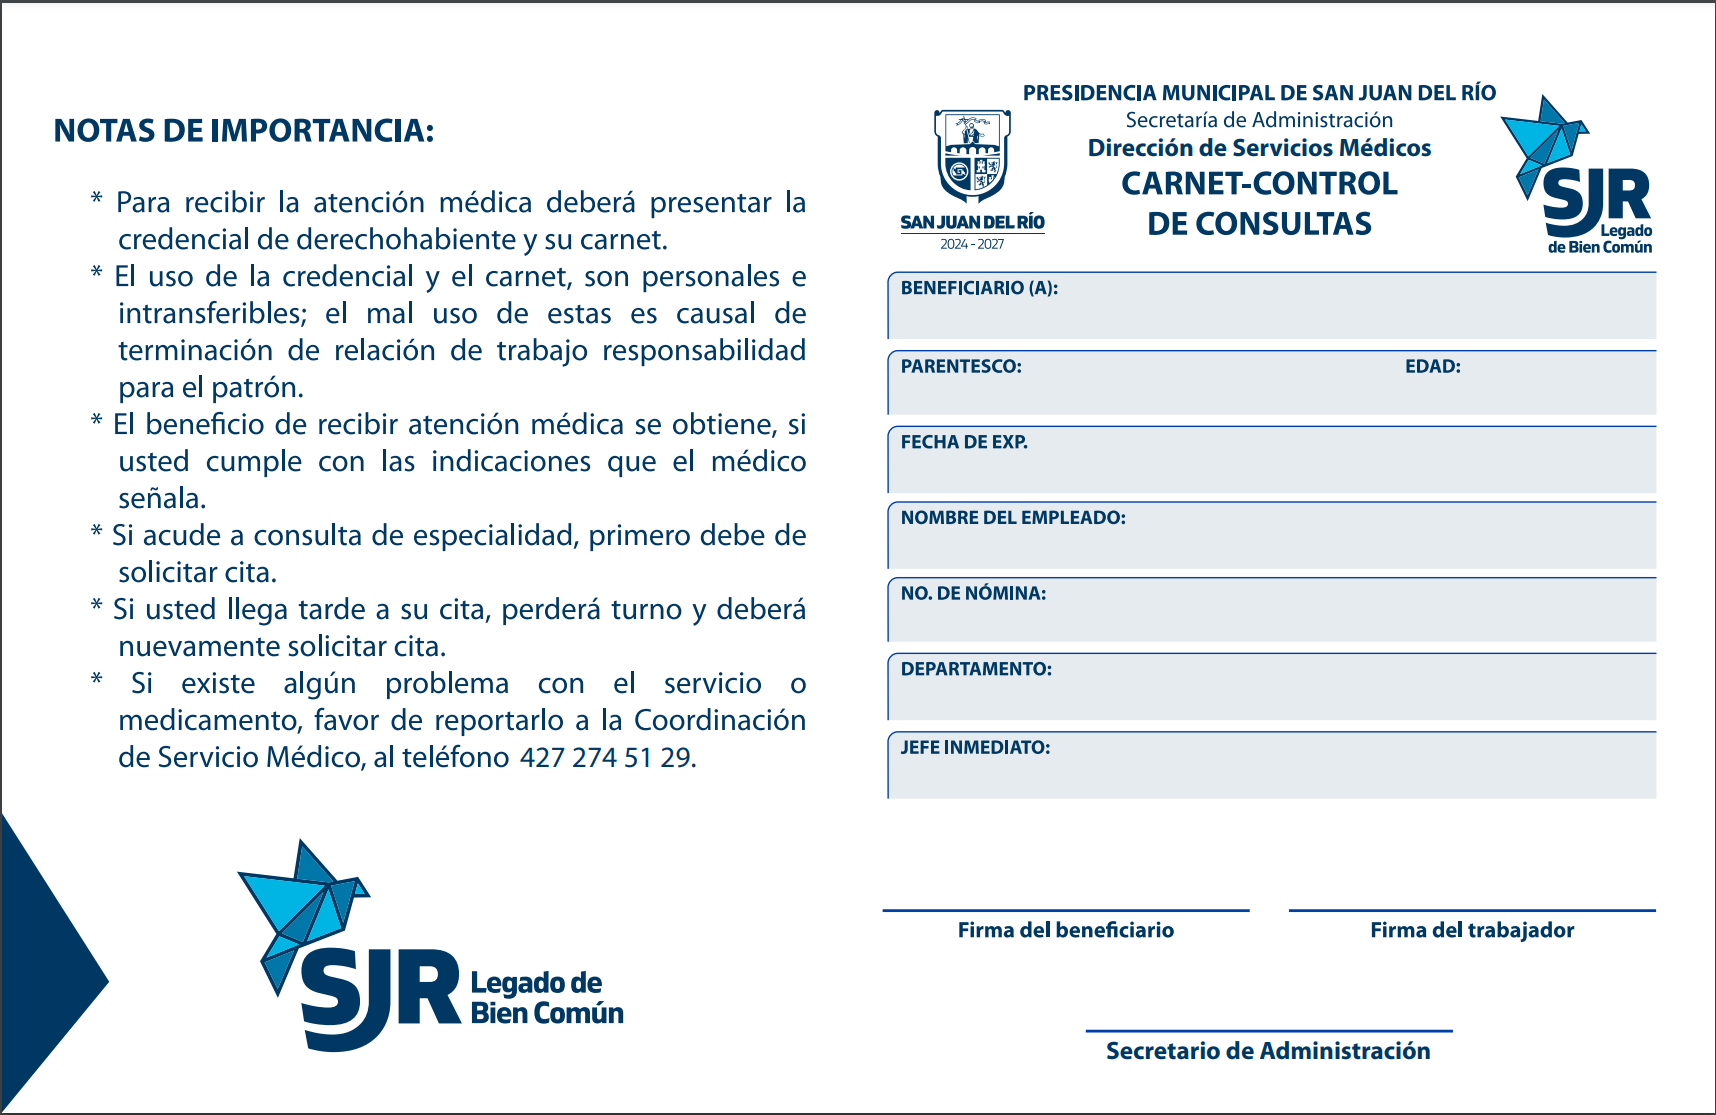 NOTAS DE IMPORTANCIA:
* Para recibir la atención médica deberá presentar la
credencial de derechohabiente y su carnet.
* El uso de la credencial y el carnet, son personales e
intransferibles; el mal uso de estas es causal de
terminación de relación de trabajo responsabilidad
para el patrón.
* El beneficio de recibir atención médica se obtiene, si
usted cumple con las indicaciones que el médico
señala.
* Si acude a consulta de especialidad, primero debe de
solicitar cita.
* Si usted llega tarde a su cita, perderá turno y deberá
nuevamente solicitar cita.
* Si existe algún problema con el servicio o
medicamento, favor de reportarlo a la Coordinación
de Servicio Médico, al teléfono 427 274 51 29.
SJR
Legado de
Bien Común
PRESIDENCIA MUNICIPAL DE SAN JUAN DEL RÍO
Secretaría de Administración
Dirección de Servicios Médicos
CARNET-CONTROL
DE CONSULTAS
SAN JUAN DEL RÍO
2024 - 2027
SJR
Legado
de Bien Común
BENEFICIARIO (A):
PARENTESCO: EDAD:
FECHA DE EXP.
NOMBRE DEL EMPLEADO:
NO. DE NÓMINA:
DEPARTAMENTO:
JEFE INMEDIATO:
Firma del beneficiario Firma del trabajador
Secretario de Administración